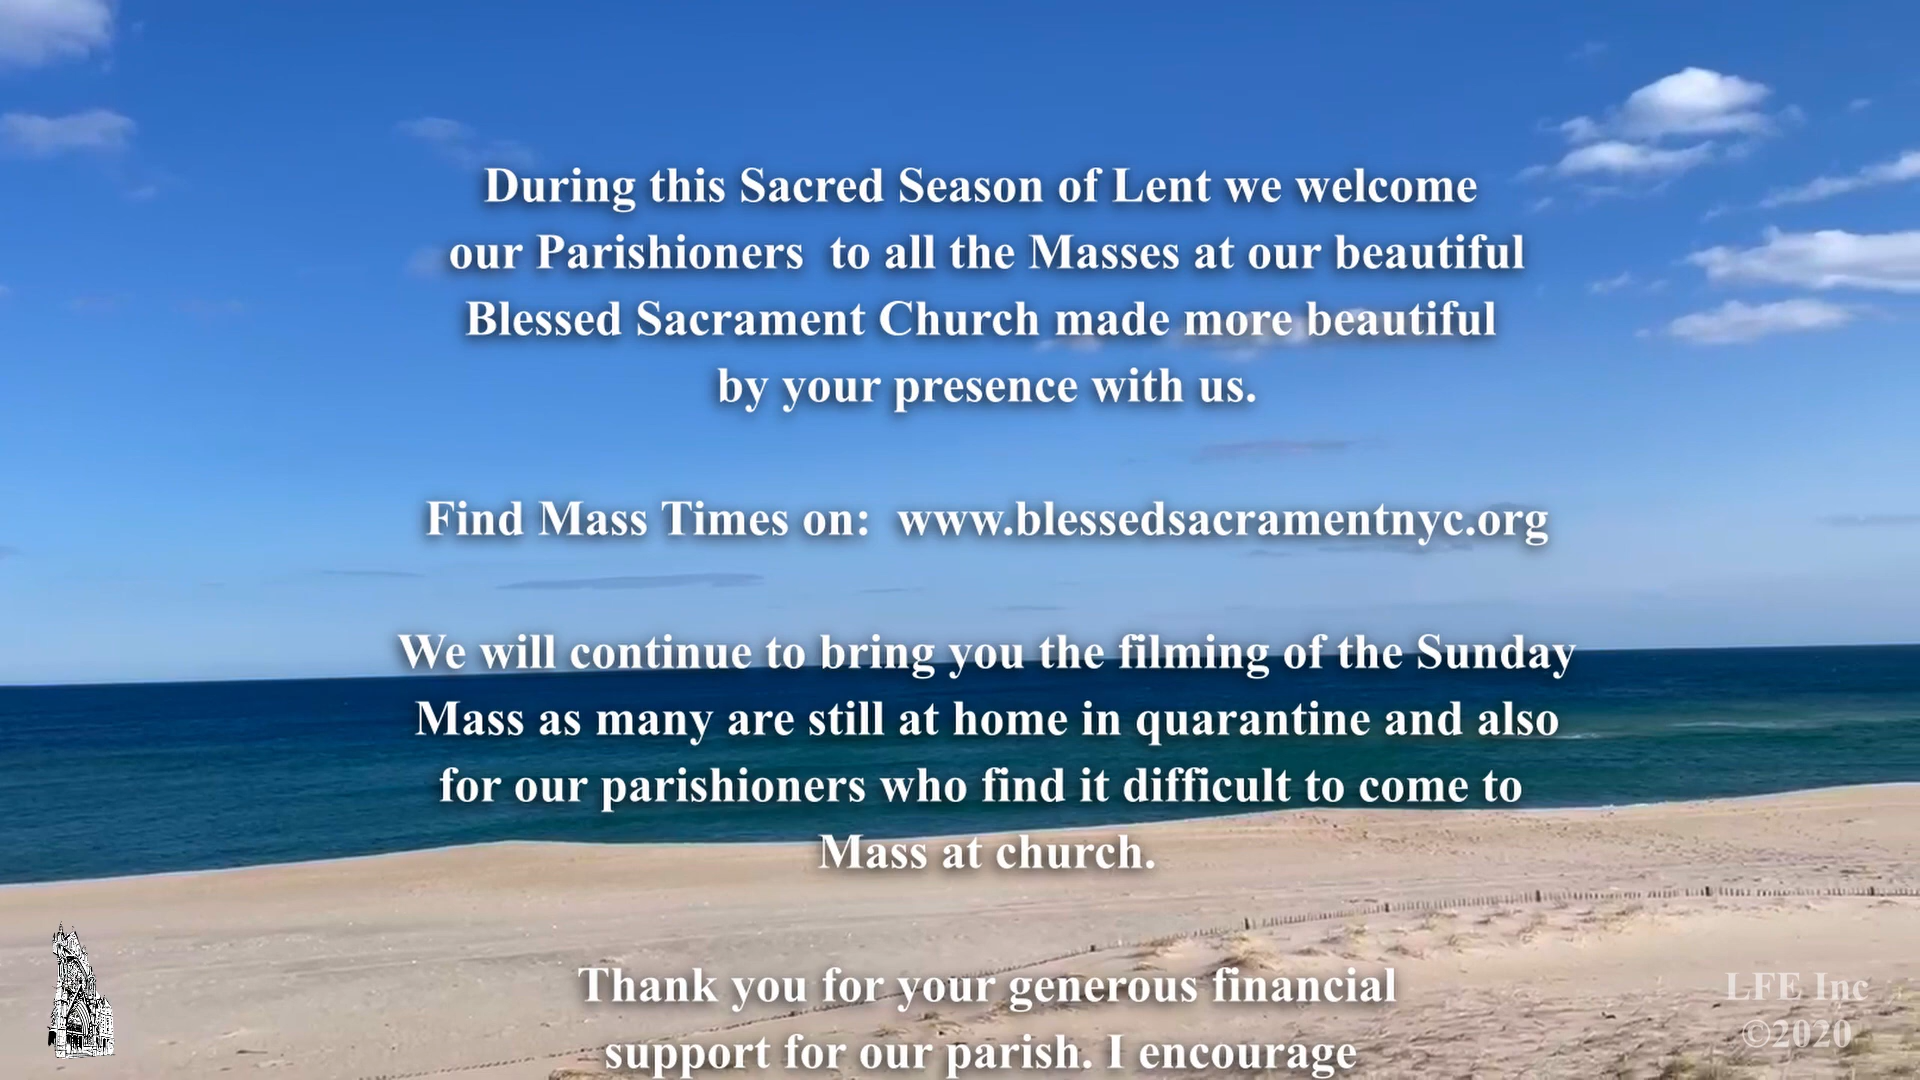 During this Sacred Season of Lent we welcome
our Parishioners to all the Masses at our beautiful
Blessed Sacrament Church made more beautiful
by your presence with us.
Find Mass Times on: www.blessedsacramentnyc.org
We will continue to bring you the filming of the Sunday
Mass as many are still at home in quarantine and also
for our parishioners who find it difficult to come to
Mass at church.
Thank you for your generous financial
support for our parish. I encourage
LFE Inc
©2020